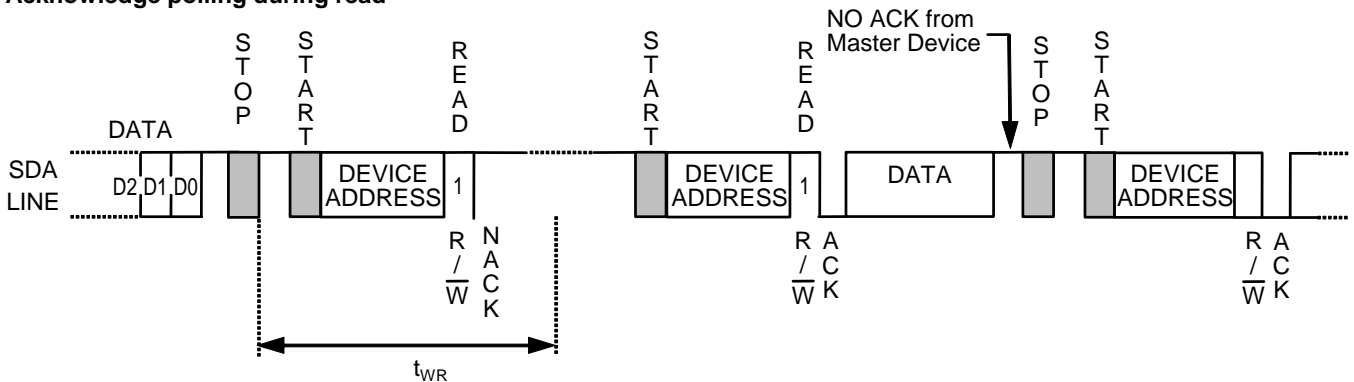 Acknowledge polling during read
NO ACK from
Master Device
STOP
START
READ
START
READ
STOP
START
DATA
SDA
LINE
D2 D1 D0
DEVICE
ADDRESS
1
DEVICE
ADDRESS
1
DATA
DEVICE
ADDRESS
R/W
NACK
R/W
ACK
R/W
ACK
tWR